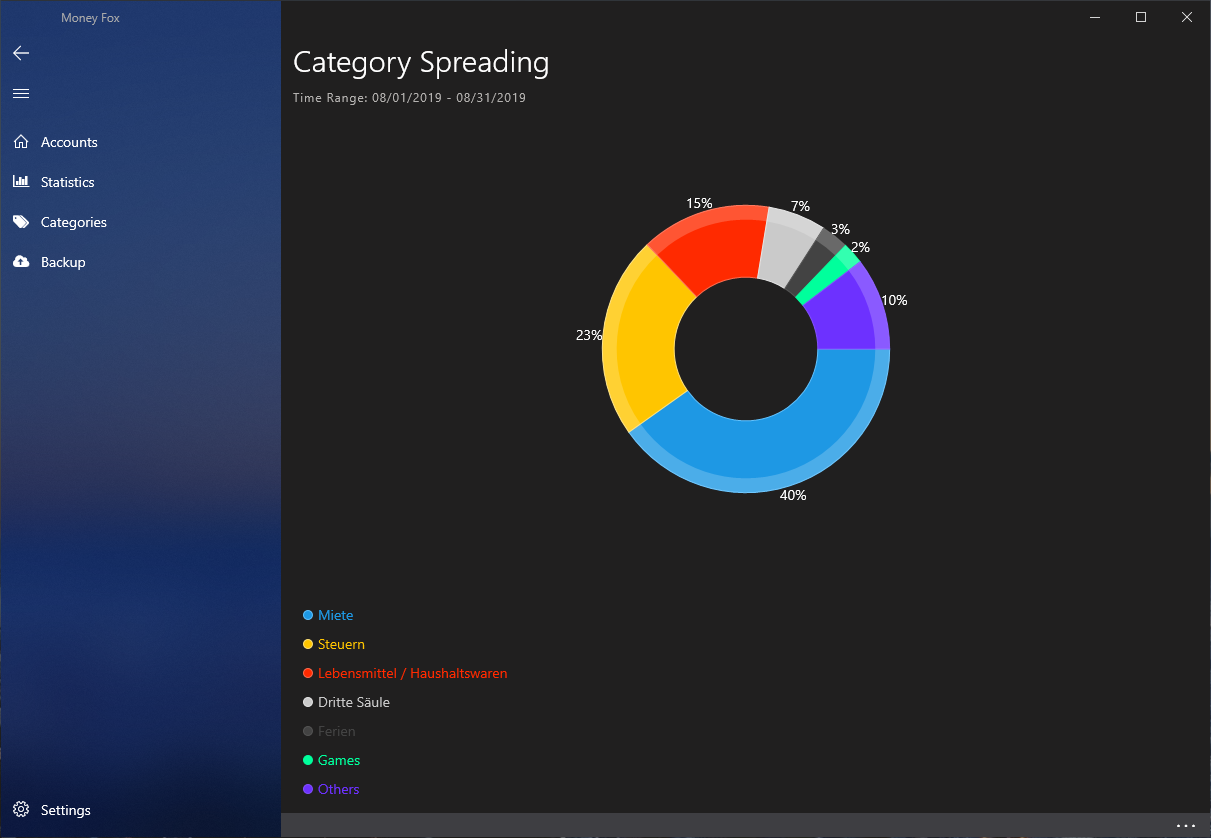 Money Fox
Accounts
Statistics
Categories
Backup
Settings
Category Spreading
Time Range: 08/01/2019 - 08/31/2019
15%
7%
3%
2%
10%
23%
40%
Miete
Steuern
Lebensmittel / Haushaltswaren
Dritte Säule
Ferien
Games
Others